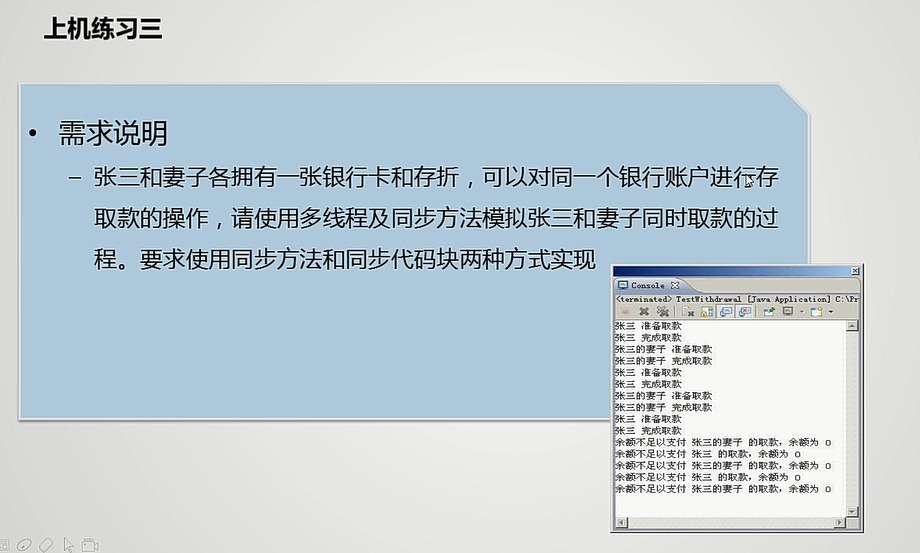 上机练习三
• 需求说明
– 张三和妻子各拥有一张银行卡和存折，可以对同一个银行账户进行存
取款的操作，请使用多线程及同步方法模拟张三和妻子同时取款的过
程。要求使用同步方法和同步代码块两种方式实现
Console
<terminated> TestWithdrawal [Java Application] C:\Pr
张三 准备取款
张三 完成取款
张三的妻子 准备取款
张三的妻子 完成取款
张三 准备取款
张三 完成取款
张三的妻子 准备取款
张三的妻子 完成取款
张三 准备取款
张三 完成取款
余额不足以支付 张三的妻子 的取款，余额为 0
余额不足以支付 张三 的取款，余额为 0
余额不足以支付 张三的妻子 的取款，余额为 0
余额不足以支付 张三 的取款，余额为 0
余额不足以支付 张三的妻子 的取款，余额为 0